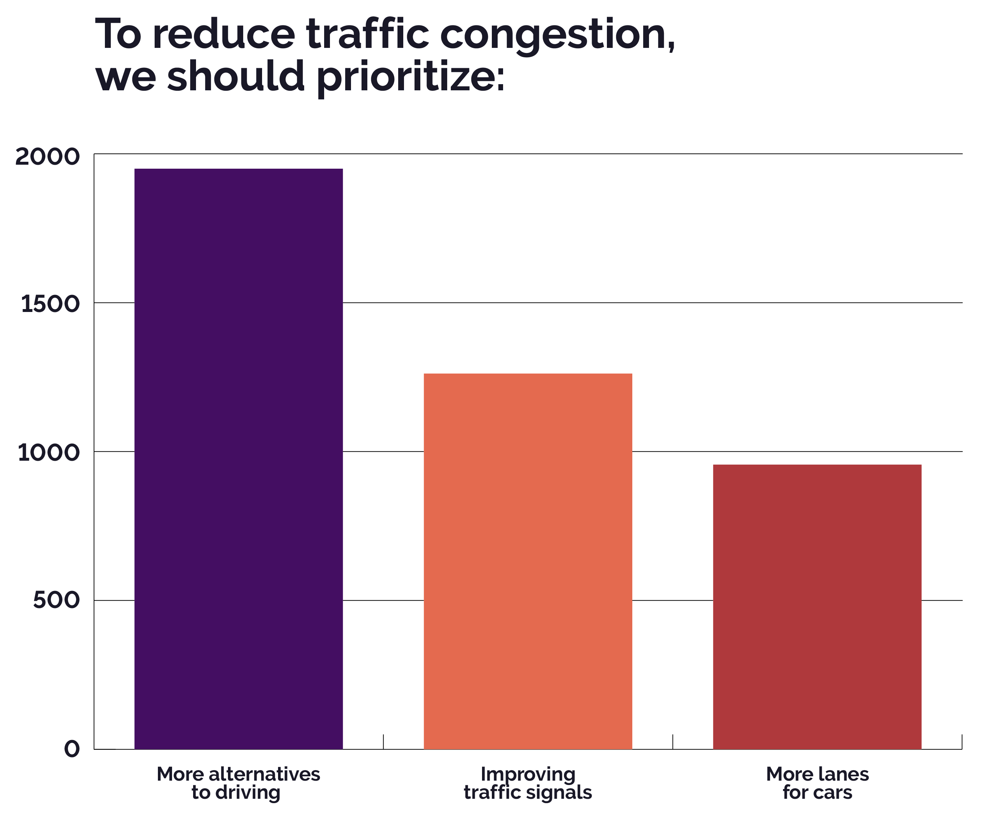 To reduce traffic congestion,
we should prioritize:
2000
1500
1000
500
0
More alternatives
to driving
Improving
traffic signals
More lanes
for cars